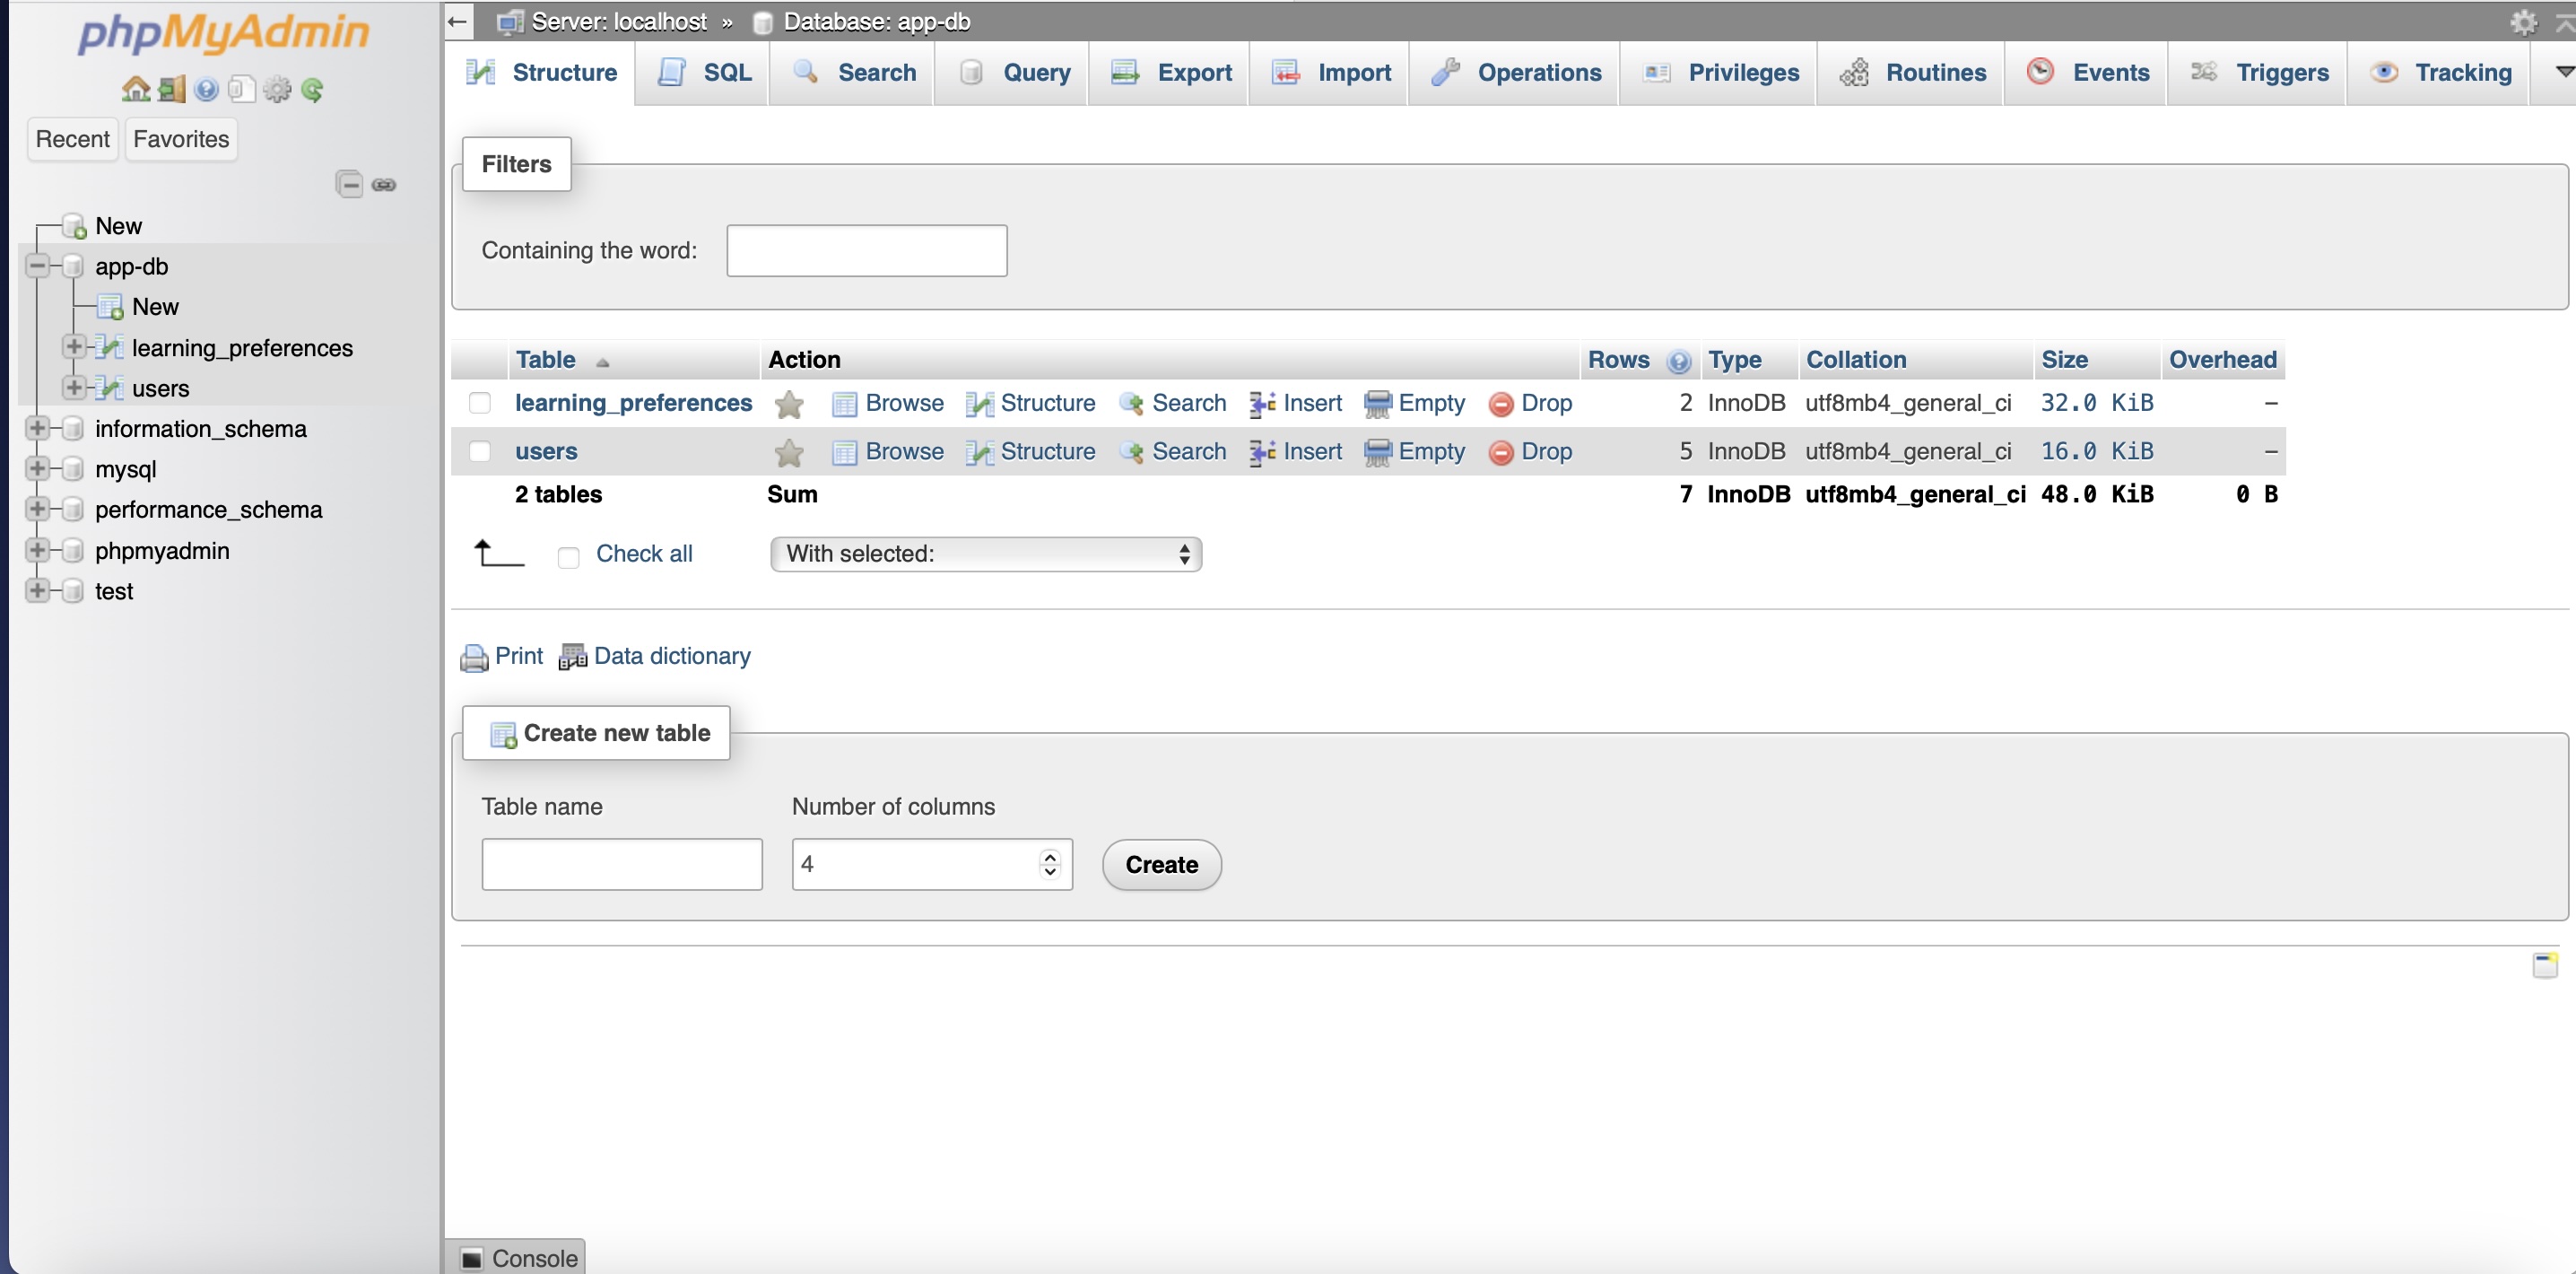 phpMyAdmin
Recent Favorites
New
app-db
New
learning_preferences
users
information_schema
mysql
performance_schema
phpmyadmin
test
Server: localhost » Database: app-db
Structure SQL Search Query Export Import Operations Privileges Routines Events Triggers Tracking
Filters
Containing the word:
Table Action Rows Type Collation Size Overhead
learning_preferences Browse Structure Search Insert Empty Drop 2 InnoDB utf8mb4_general_ci 32.0 KiB –
users Browse Structure Search Insert Empty Drop 5 InnoDB utf8mb4_general_ci 16.0 KiB –
2 tables Sum 7 InnoDB utf8mb4_general_ci 48.0 KiB 0 B
Check all With selected:
Print Data dictionary
Create new table
Table name Number of columns
4 Create
Console